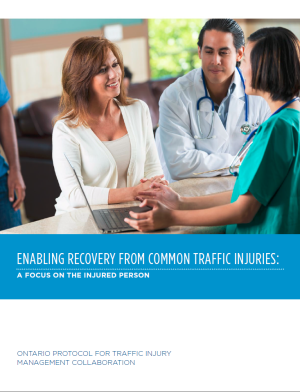 ENABLING RECOVERY FROM COMMON TRAFFIC INJURIES:
A FOCUS ON THE INJURED PERSON
ONTARIO PROTOCOL FOR TRAFFIC INJURY
MANAGEMENT COLLABORATION